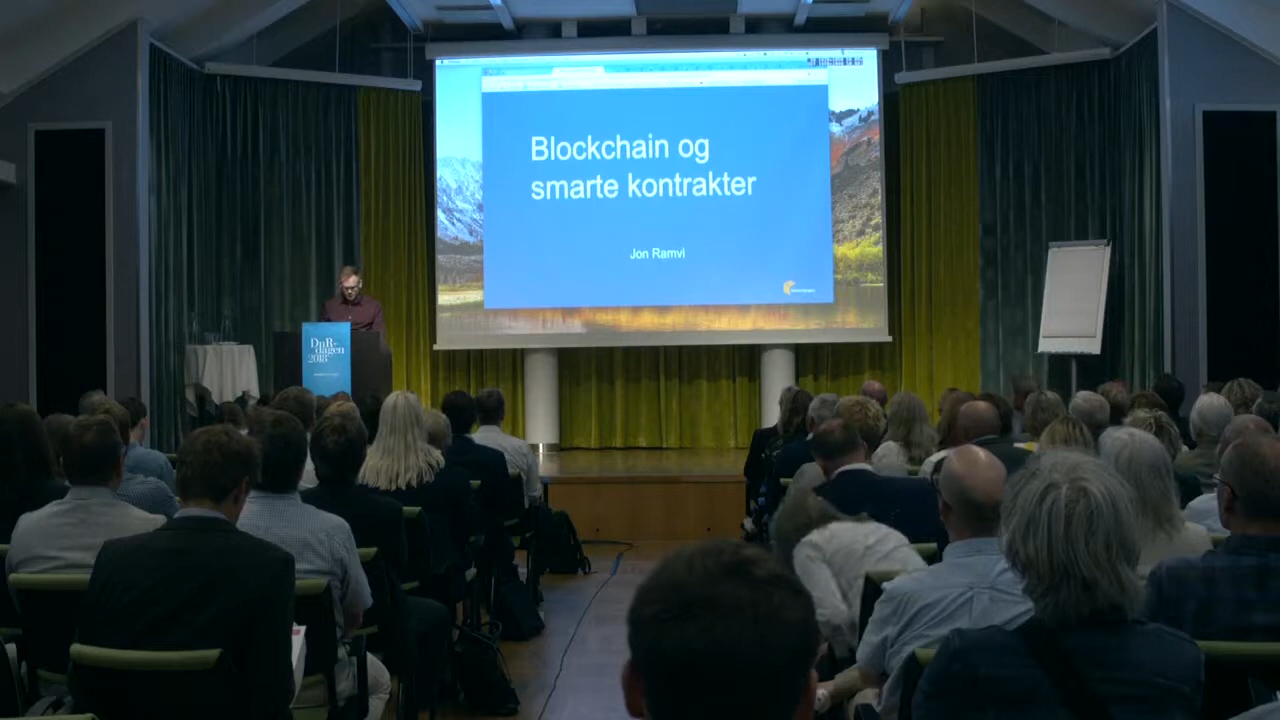 Blockchain og
smarte kontrakter
Jon Ramvi
DnR-
dagen
2018